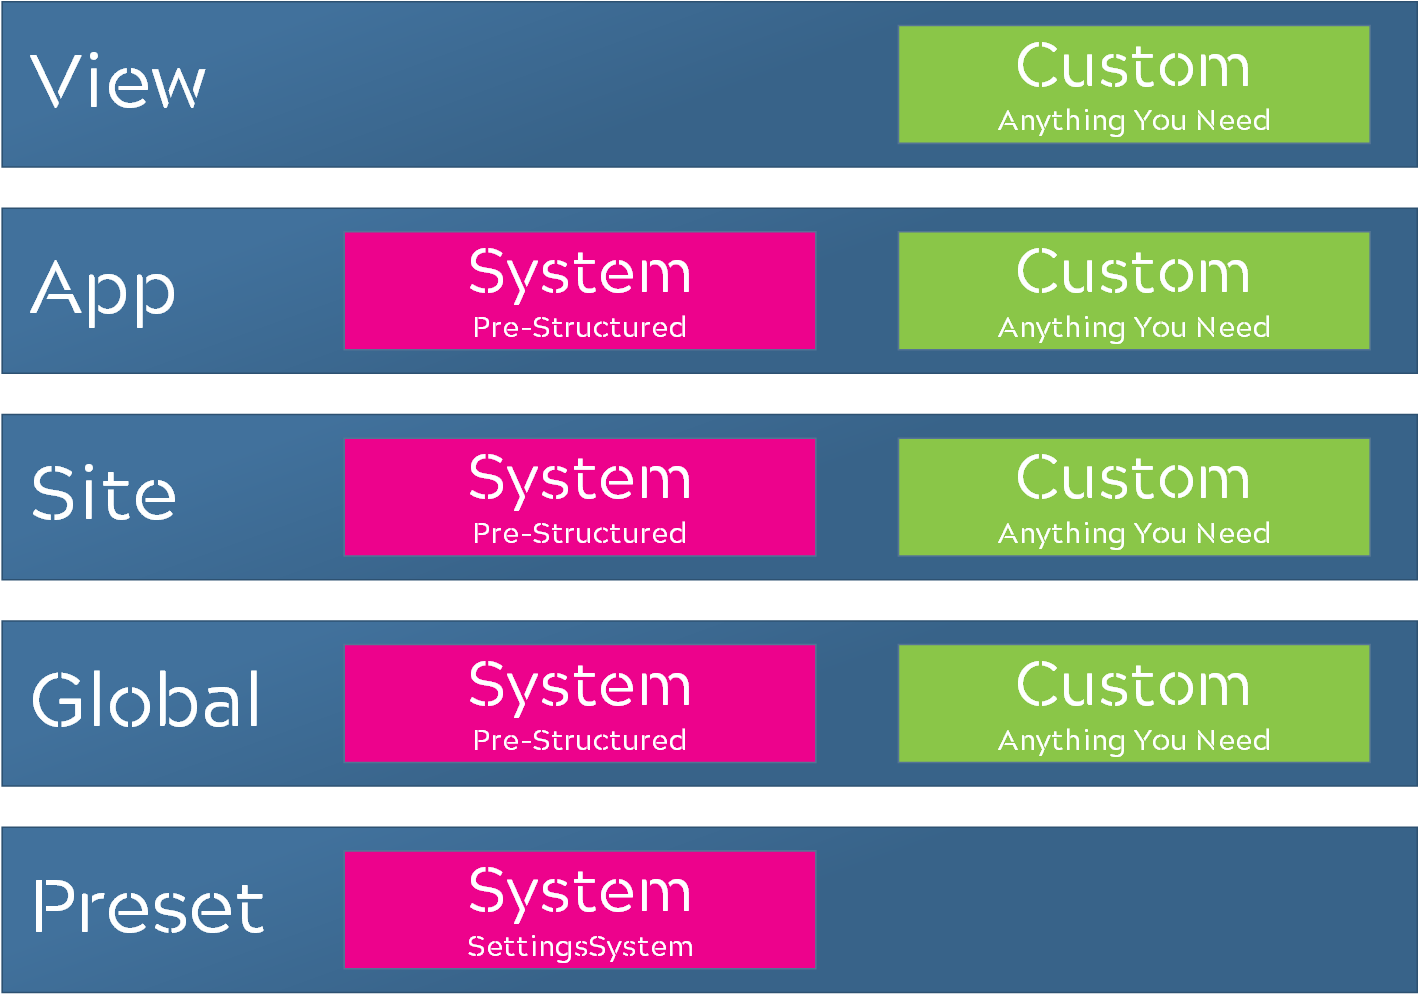 View
Custom
Anything You Need
App
System
Pre-Structured
Custom
Anything You Need
Site
System
Pre-Structured
Custom
Anything You Need
Global
System
Pre-Structured
Custom
Anything You Need
Preset
System
SettingsSystem